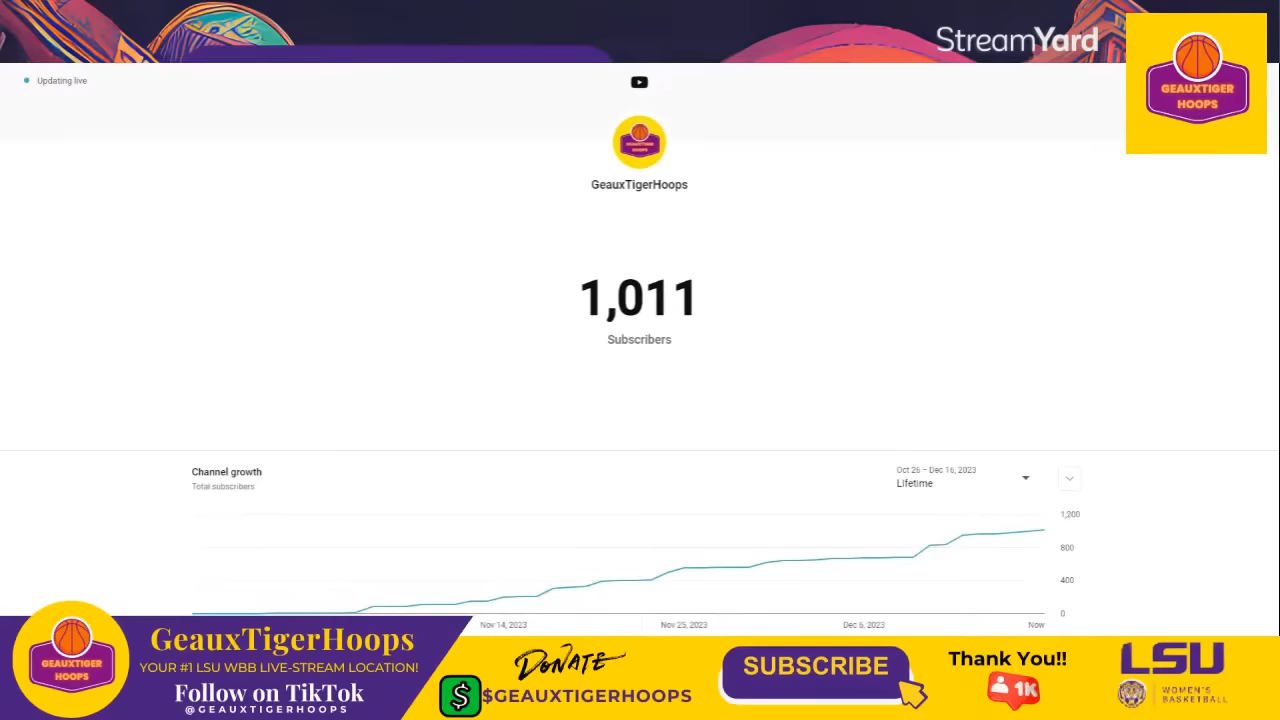 StreamYard
GEAUXTIGER
HOOPS
Updating live
GeauxTigerHoops
1,011
Subscribers
Channel growth
Total subscribers
Oct 26 – Dec 16, 2023
Lifetime
1,200
800
400
0
Nov 14, 2023
Nov 25, 2023
Dec 6, 2023
Now
GEAUXTIGER
HOOPS
GeauxTigerHoops
YOUR #1 LSU WBB LIVE-STREAM LOCATION!
Follow on TikTok
@GEAUXTIGERHOOPS
DONATE
$
$GEAUXTIGERHOOPS
SUBSCRIBE
Thank You!!
1K
LSU
WOMEN'S
BASKETBALL